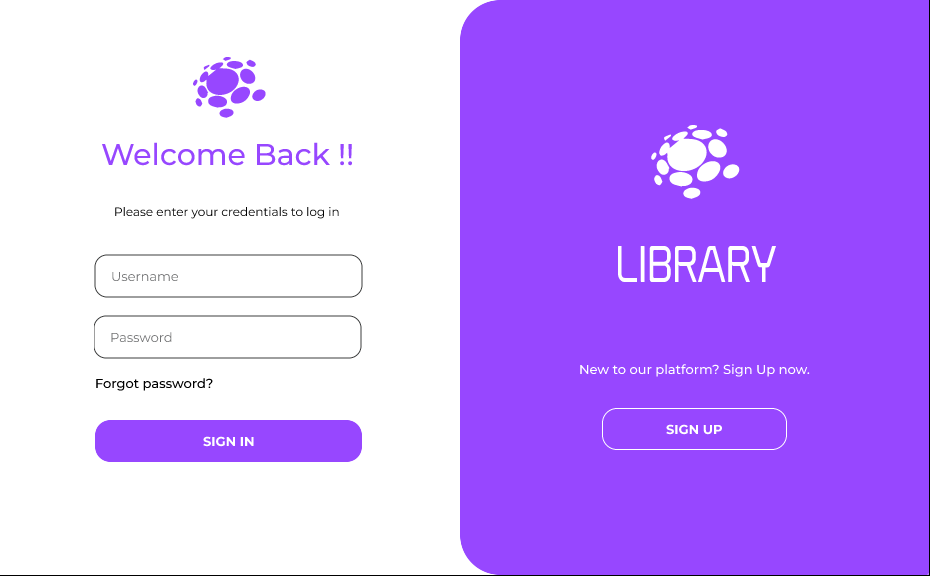 Welcome Back !!
Please enter your credentials to log in
Username
Password
Forgot password?
SIGN IN
LIBRARY
New to our platform? Sign Up now.
SIGN UP